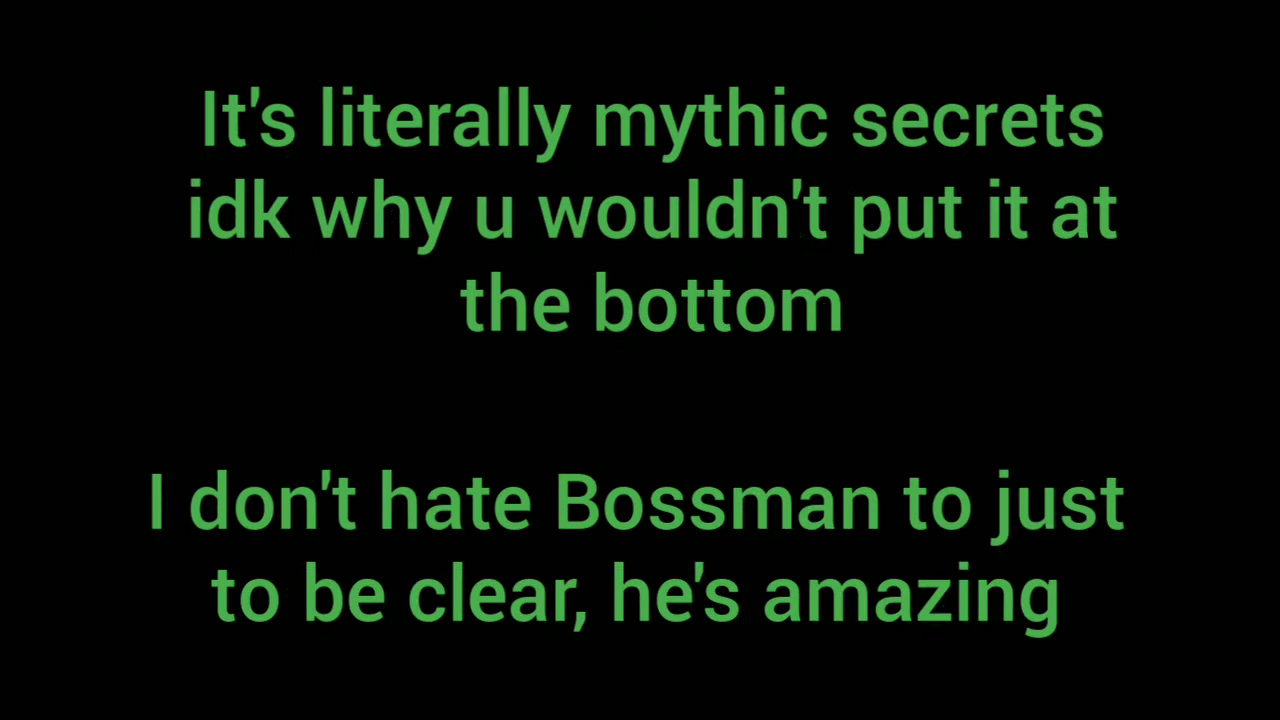 It's literally mythic secrets
idk why u wouldn't put it at
the bottom
I don't hate Bossman to just
to be clear, he's amazing